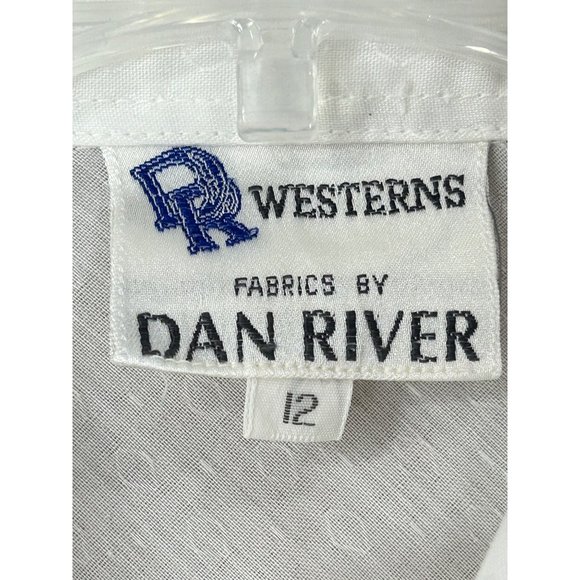 DR WESTERNS
FABRICS BY
DAN RIVER
12